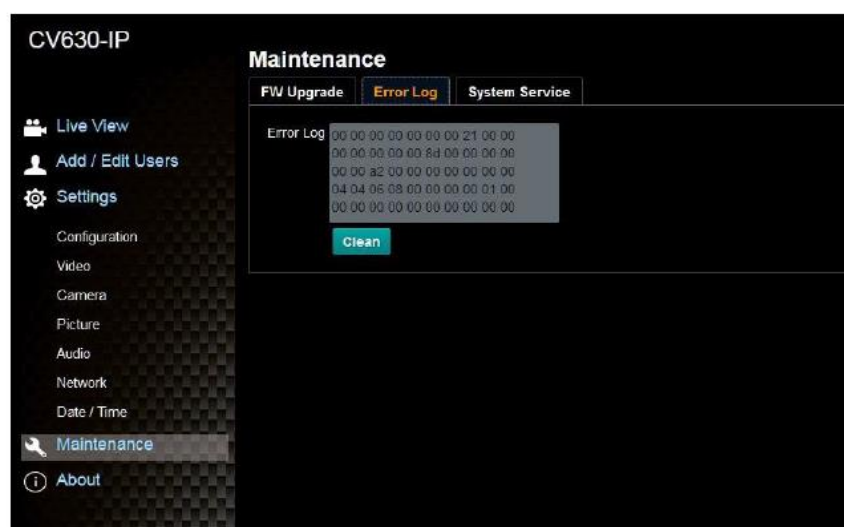 CV630-IP
Live View
Add / Edit Users
Settings
Configuration
Video
Camera
Picture
Audio
Network
Date / Time
Maintenance
About
Maintenance
FW Upgrade Error Log System Service
Error Log
00 00 00 00 00 00 00 21 00 00
00 00 00 00 00 8d 00 00 00 00
00 00 a2 00 00 00 00 00 00 00
04 04 06 08 00 00 00 00 01 00
00 00 00 00 00 00 00 00 00 00
Clean